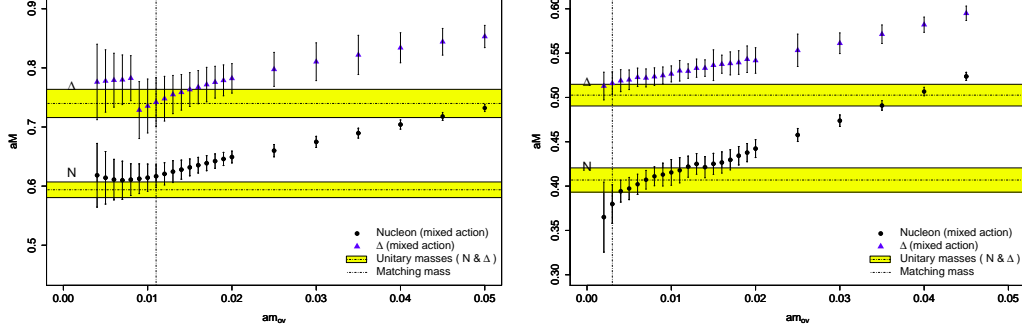 0.9
0.8
0.7
0.6
0.5
aM
Δ
N
Nucleon (mixed action)
Δ (mixed action)
Unitary masses ( N & Δ )
Matching mass
0.00
0.01
0.02
0.03
0.04
0.05
am_ov
0.60
0.55
0.50
0.45
0.40
0.35
0.30
aM
Δ
N
Nucleon (mixed action)
Δ (mixed action)
Unitary masses ( N & Δ )
Matching mass
0.00
0.01
0.02
0.03
0.04
0.05
am_ov